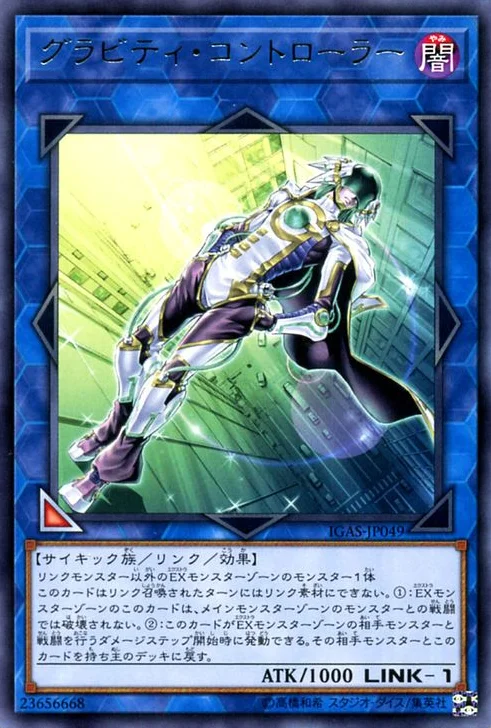 グラビティ・コントローラー
やみ
闇
IGAS-JP049
【サイキック族／リンク／効果】
リンクモンスター以外のEXモンスターゾーンのモンスター1体
このカードはリンク召喚されたターンにはリンク素材にできない。①：EXモン
スターゾーンのこのカードは、メインモンスターゾーンのモンスターとの戦闘
では破壊されない。②：このカードがEXモンスターゾーンの相手モンスターと
戦闘を行うダメージステップ開始時に発動できる。その相手モンスターとこの
カードを持ち主のデッキに戻す。
ATK/1000 LINK-1
23656668 ©高橋和希 スタジオ・ダイス/集英社